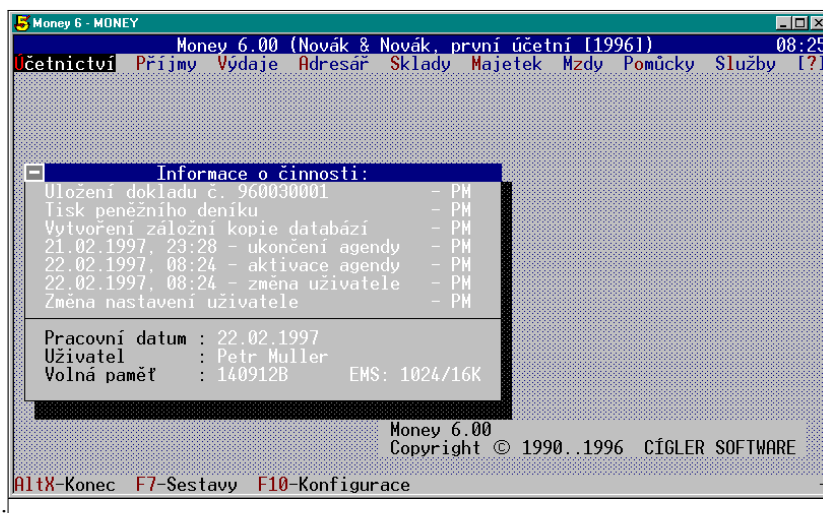 Money 6 - MONEY
Money 6.00 (Novák & Novák, první účetní [1996]) 08:25
Účetnictví Příjmy Výdaje Adresář Sklady Majetek Mzdy Pomůcky Služby [?]
Informace o činnosti:
Uložení dokladu č. 960030001 - PM
Tisk peněžního deníku - PM
Vytvoření záložní kopie databází - PM
21.02.1997, 23:28 - ukončení agendy - PM
22.02.1997, 08:24 - aktivace agendy - PM
22.02.1997, 08:24 - změna uživatele - PM
Změna nastavení uživatele - PM
Pracovní datum : 22.02.1997
Uživatel : Petr Muller
Volná paměť : 140912B EMS: 1024/16K
Money 6.00
Copyright © 1990..1996 CÍGLER SOFTWARE
AltX-Konec F7-Sestavy F10-Konfigurace